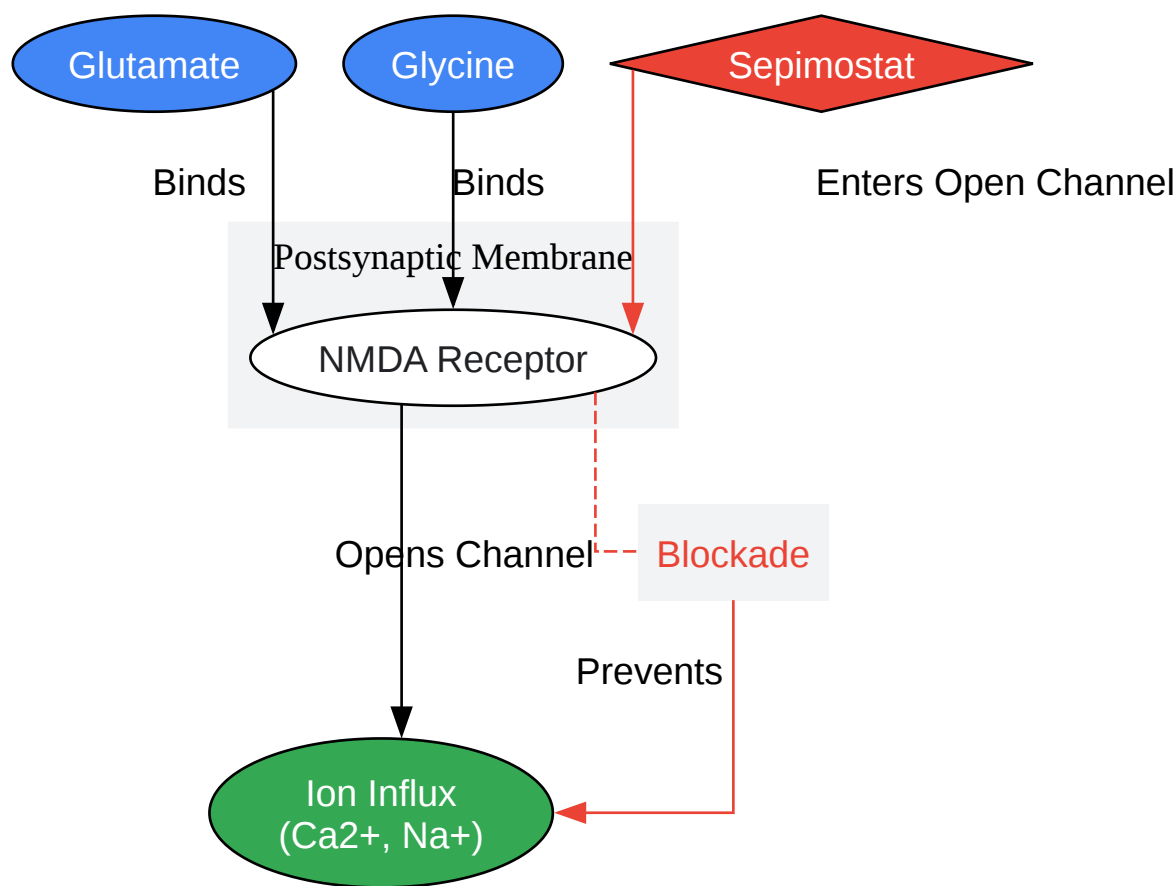 Glutamate
Glycine
Sepimostat
Binds
Binds
Enters Open Channel
Postsynaptic Membrane
NMDA Receptor
Opens Channel
Blockade
Prevents
Ion Influx
(Ca2+, Na+)